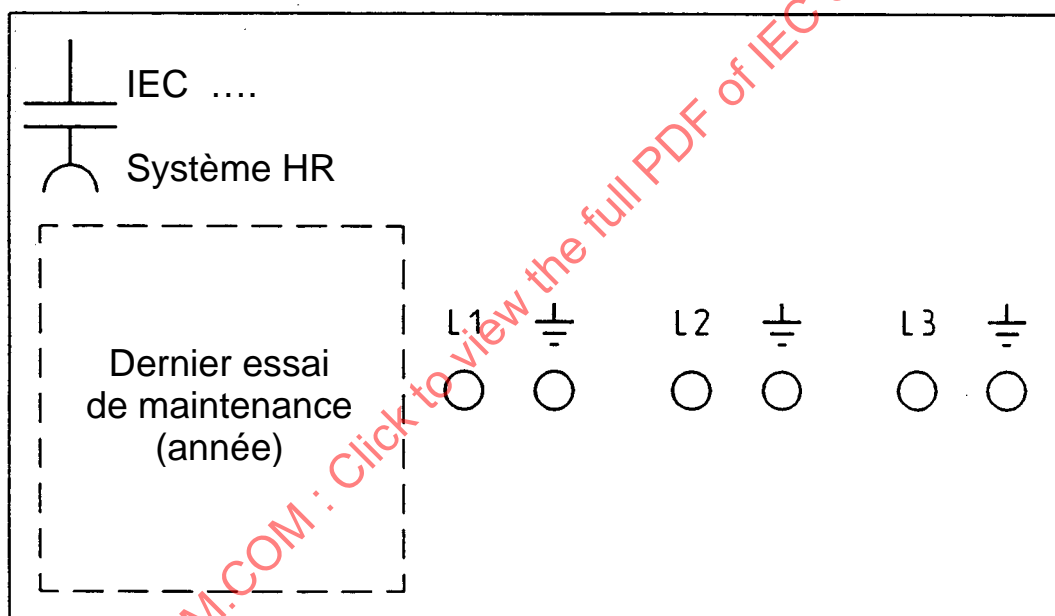 IEC ....
Système HR
Dernier essai
de maintenance
(année)
L1 L2 L3
M.COM : Click to view the full PDF of IEC